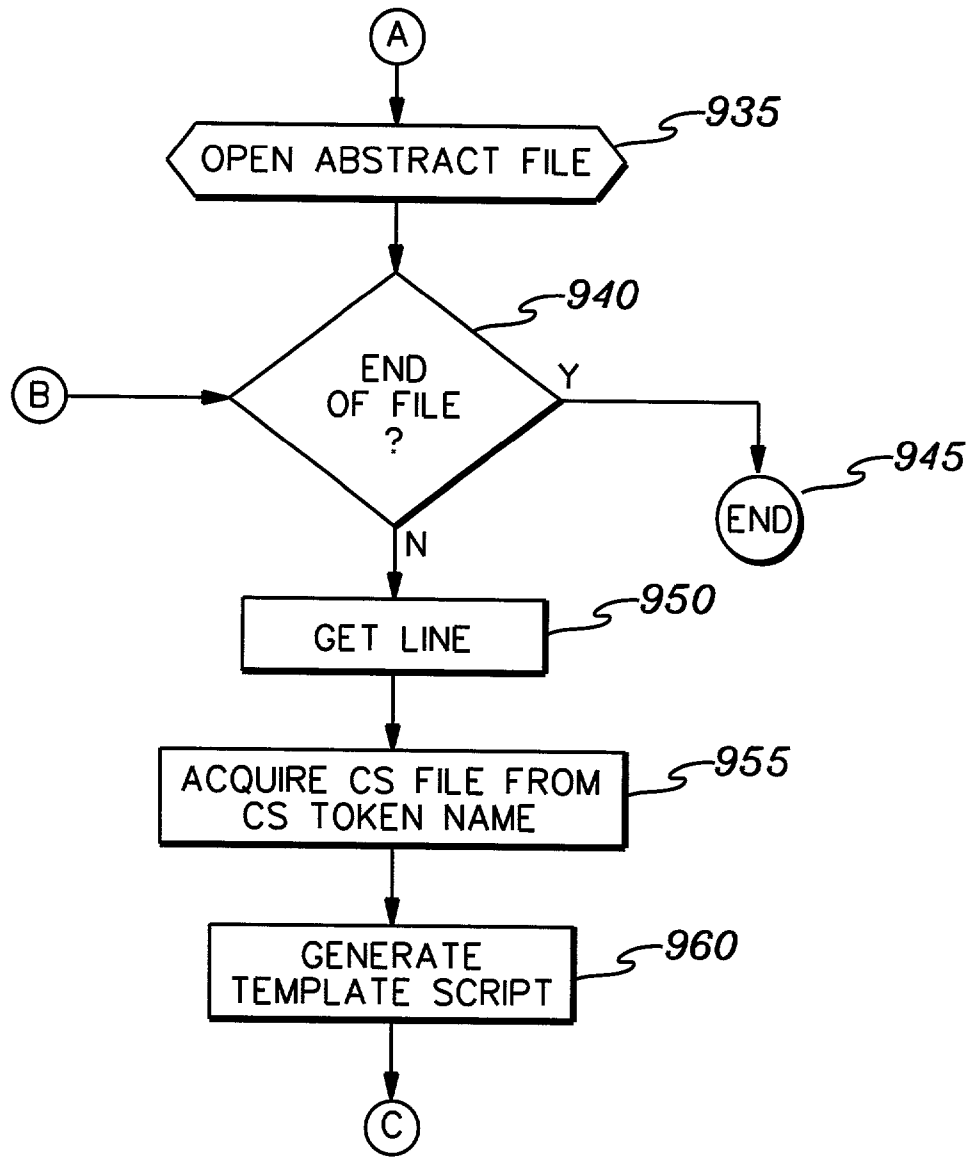 A
OPEN ABSTRACT FILE
935
940
END
OF FILE
?
Y
B
945
END
N
GET LINE
950
ACQUIRE CS FILE FROM
CS TOKEN NAME
955
GENERATE
TEMPLATE SCRIPT
960
C